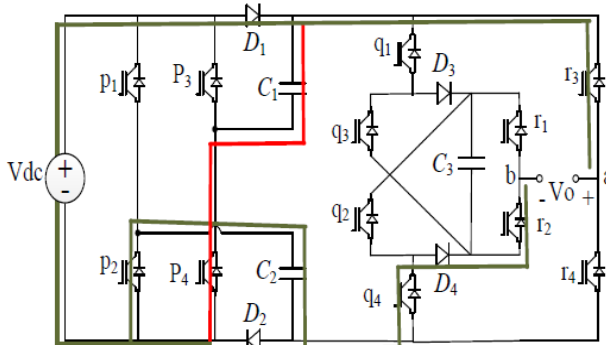 D1
q1
p1
P3
C1
D3
r3
q3
r1
Vdc
+
-
C3
b
Vo
a
-
+
q2
r2
p2
P4
C2
D4
q4
r4
D2